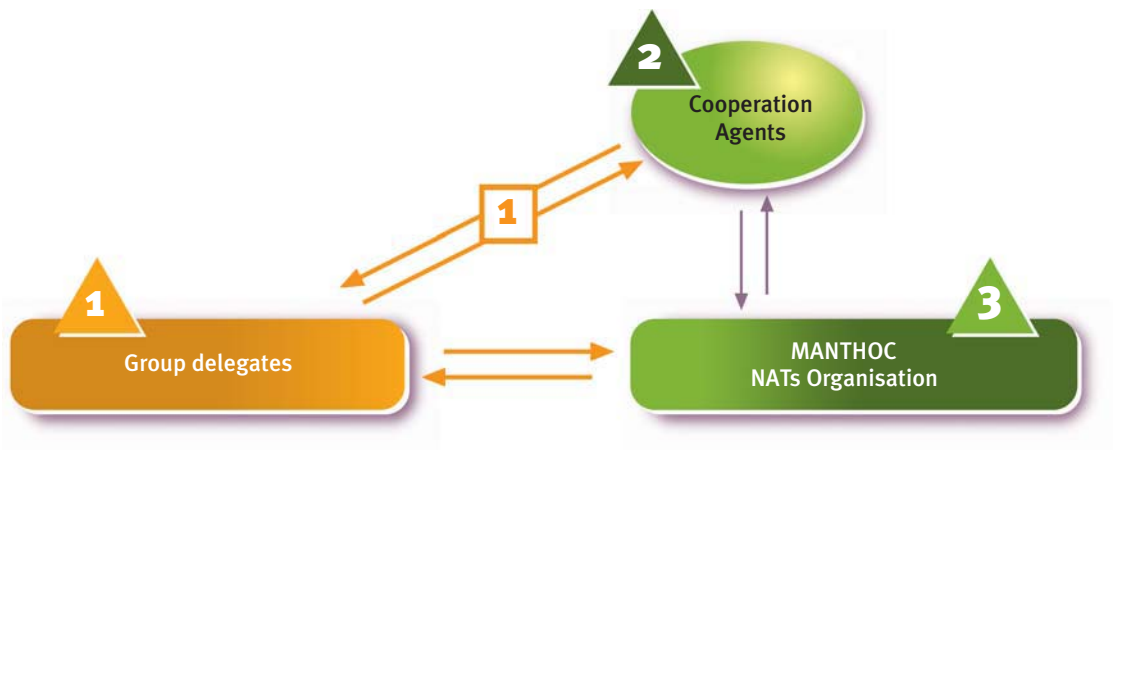 2
Cooperation
Agents
1
1
Group delegates
3
MANTHOC
NATs Organisation